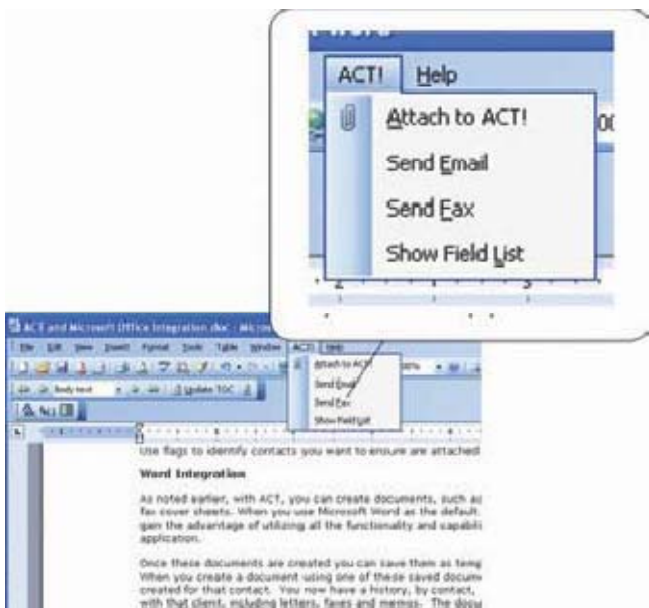 ACT! Help
Attach to ACT!
Send Email
Send Fax
Show Field List
2 3
ACT and Microsoft Office Integration.doc - Micros
File Edit View Insert Format Tools Table Window ACT! Help
Attach to ACT!
Body text Update TOC
Send Email
Send Fax
Show Field List
Use flags to identify contacts you want to ensure are attached
Word Integration
As noted earlier, with ACT, you can create documents, such as
fax cover sheets. When you use Microsoft Word as the default
gain the advantage of utilizing all the functionality and capabili
application.
Once these documents are created you can save them as temp
When you create a document using one of these saved docum
created for that contact. You now have a history, by contact,
with that client, including letters, faxes and memos. The docu